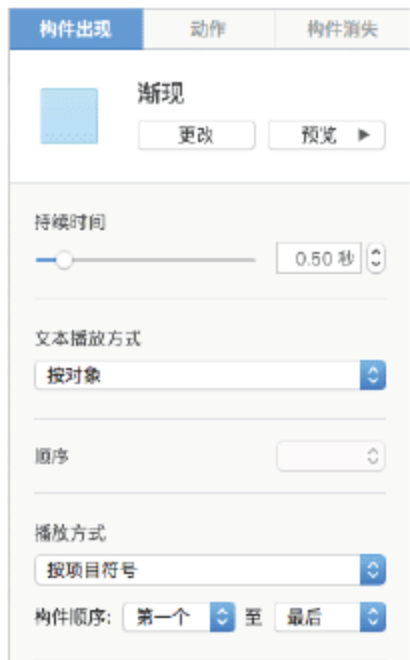 构件出现 动作 构件消失
渐现
更改 预览
持续时间
0.50 秒
文本播放方式
按对象
顺序
播放方式
按项目符号
构件顺序: 第一个 至 最后